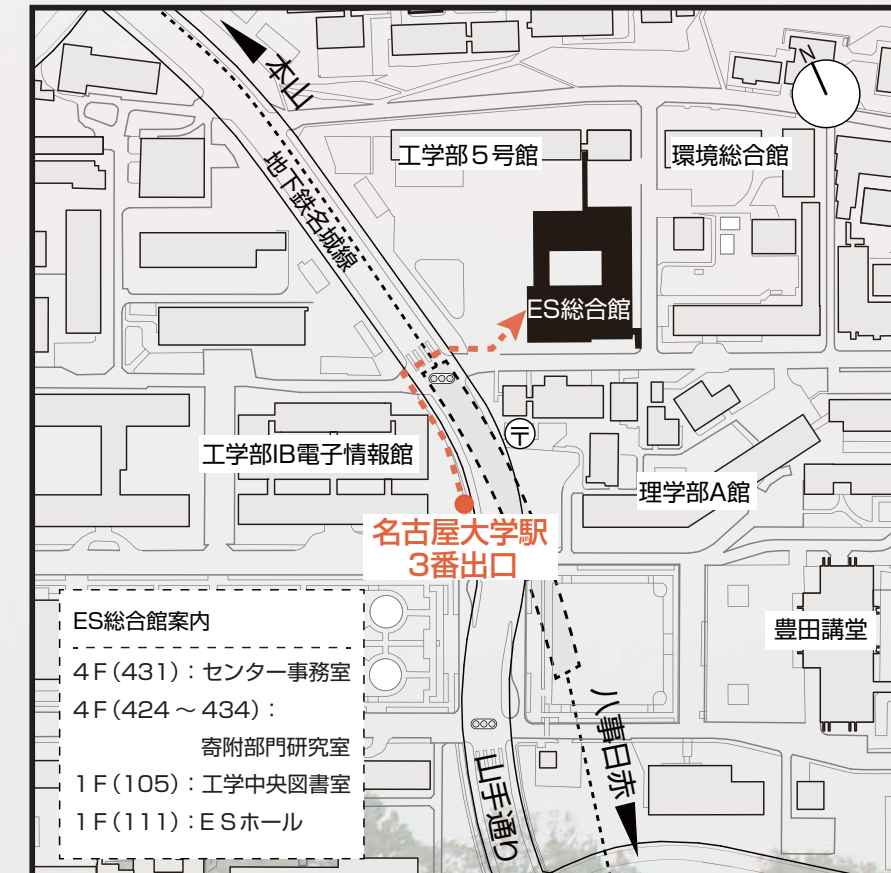 本山
N
工学部5号館
環境総合館
地下鉄名城線
ES総合館
〒
工学部IB電子情報館
理学部A館
名古屋大学駅
3番出口
豊田講堂
ES総合館案内
4F(431)：センター事務室
4F(424～434)：
寄附部門研究室
1F(105)：工学中央図書室
1F(111)：ESホール
八事日赤
山手通り